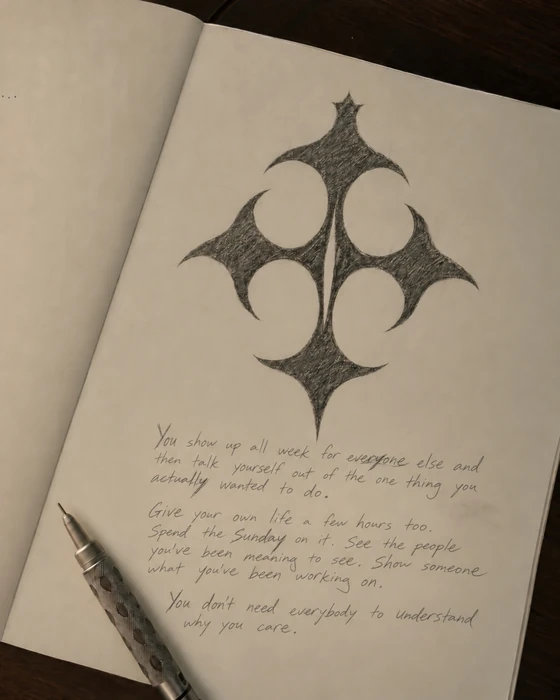 You show up all week for everyone else and
then talk yourself out of the one thing you
actually wanted to do.
Give your own life a few hours too.
Spend the Sunday on it. See the people
you've been meaning to see. Show someone
what you've been working on.
You don't need everybody to understand
why you care.